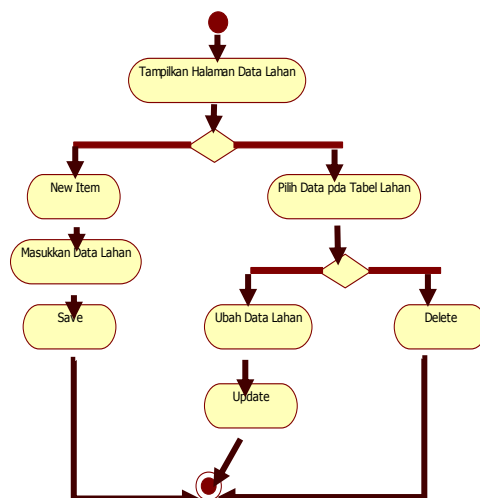 Tampilkan Halaman Data Lahan
New Item
Pilih Data pda Tabel Lahan
Masukkan Data Lahan
Save
Ubah Data Lahan
Delete
Update